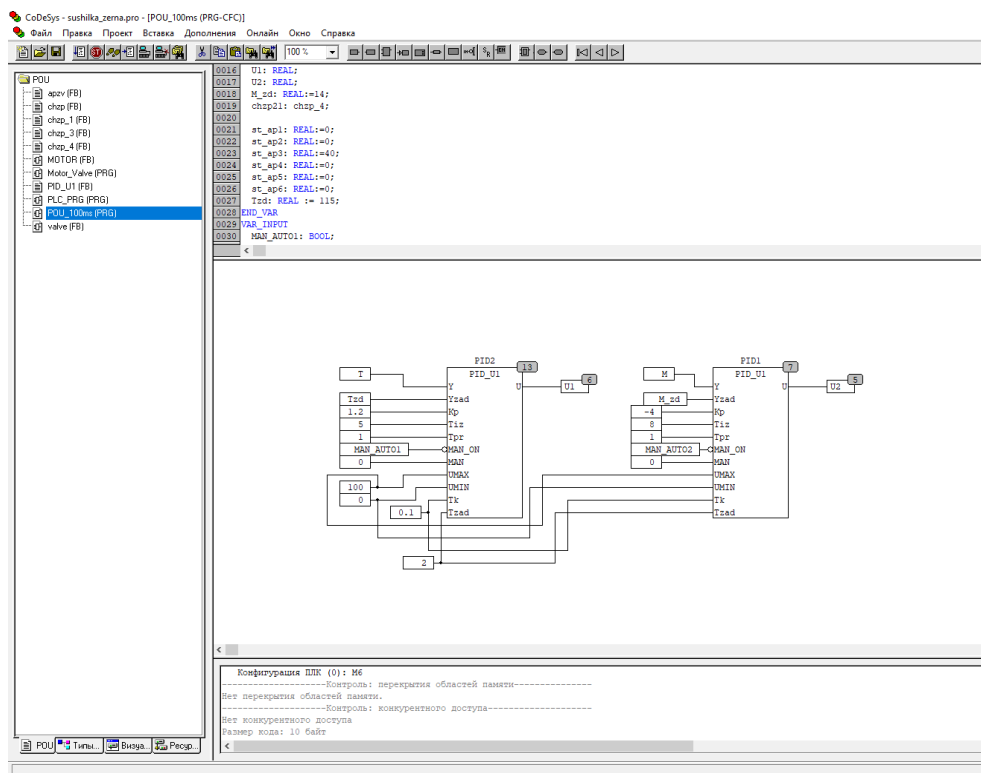 CoDeSys - sushilka_zerna.pro - [POU_100ms (PRG-CFC)]
Файл Правка Проект Вставка Дополнения Онлайн Окно Справка
100 %
POU
apzv (FB)
chzp (FB)
chzp_1 (FB)
chzp_3 (FB)
chzp_4 (FB)
MOTOR (FB)
Motor_Valve (PRG)
PID_U1 (FB)
PLC_PRG (PRG)
POU_100ms (PRG)
valve (FB)
POU Типы... Визуа... Ресур...
0016 U1: REAL;
0017 U2: REAL;
0018 M_zd: REAL:=14;
0019 chzp21: chzp_4;
0020
0021 st_ap1: REAL:=0;
0022 st_ap2: REAL:=0;
0023 st_ap3: REAL:=40;
0024 st_ap4: REAL:=0;
0025 st_ap5: REAL:=0;
0026 st_ap6: REAL:=0;
0027 Tzd: REAL := 115;
0028 END_VAR
0029 VAR_INPUT
0030 MAN_AUTO1: BOOL;
PID2
13
PID_U1
T
Y U
U1
6
Tzd Yzad
1.2 Kp
5 Tiz
1 Tpr
MAN_AUTO1 MAN_ON
0 MAN
UMAX
100 UMIN
0 Tk
0.1 Tzad
2
PID1
7
PID_U1
M
Y U
U2
5
M_zd Yzad
-4 Kp
8 Tiz
1 Tpr
MAN_AUTO2 MAN_ON
0 MAN
UMAX
UMIN
Tk
Tzad
Конфигурация ПЛК (0): M6
--------------------Контроль: перекрытия областей памяти---------------
Нет перекрытия областей памяти.
--------------------Контроль: конкурентного доступа--------------------
Нет конкурентного доступа
Размер кода: 10 байт